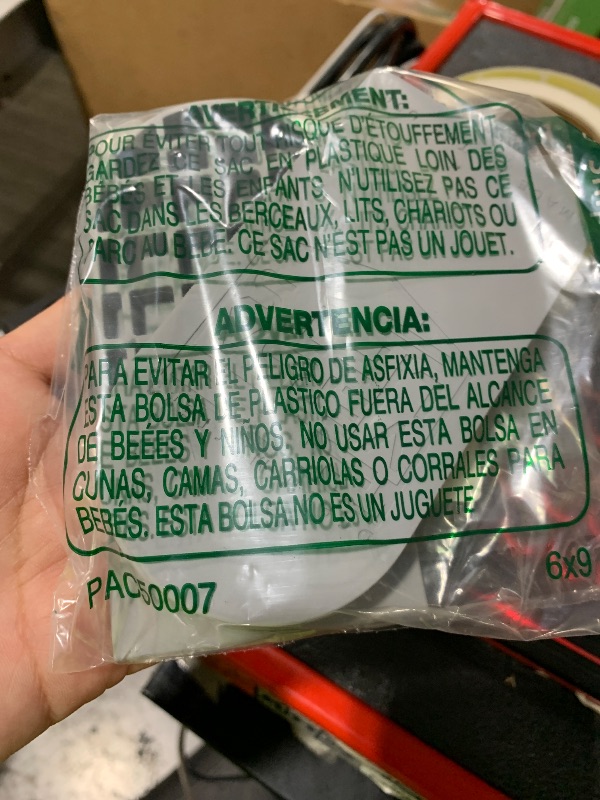 AVERTISSEMENT:
POUR ÉVITER TOUT RISQUE D'ÉTOUFFEMENT,
GARDEZ CE SAC EN PLASTIQUE LOIN DES
BÉBÉS ET LES ENFANTS. N'UTILISEZ PAS CE
SAC DANS LES BERCEAUX, LITS, CHARIOTS OU
PARC AU BÉBÉ. CE SAC N'EST PAS UN JOUET.
ADVERTENCIA:
PARA EVITAR EL PELIGRO DE ASFIXIA, MANTENGA
ESTA BOLSA DE PLASTICO FUERA DEL ALCANCE
DE BEÉES Y NIÑOS. NO USAR ESTA BOLSA EN
CUNAS, CAMAS, CARRIOLAS O CORRALES PARA
BEBÉS. ESTA BOLSA NO ES UN JUGUETE
PAC50007
6x9